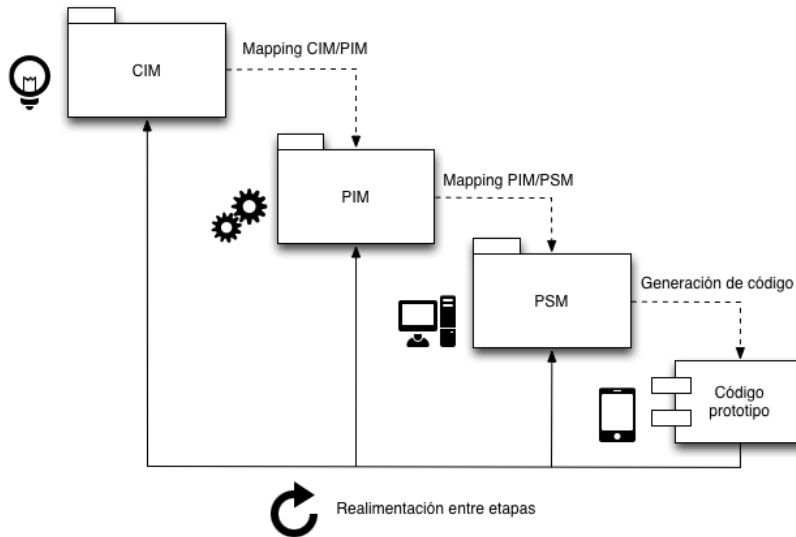 Mapping CIM/PIM
CIM
Mapping PIM/PSM
PIM
Generación de código
PSM
Código
prototipo
Realimentación entre etapas